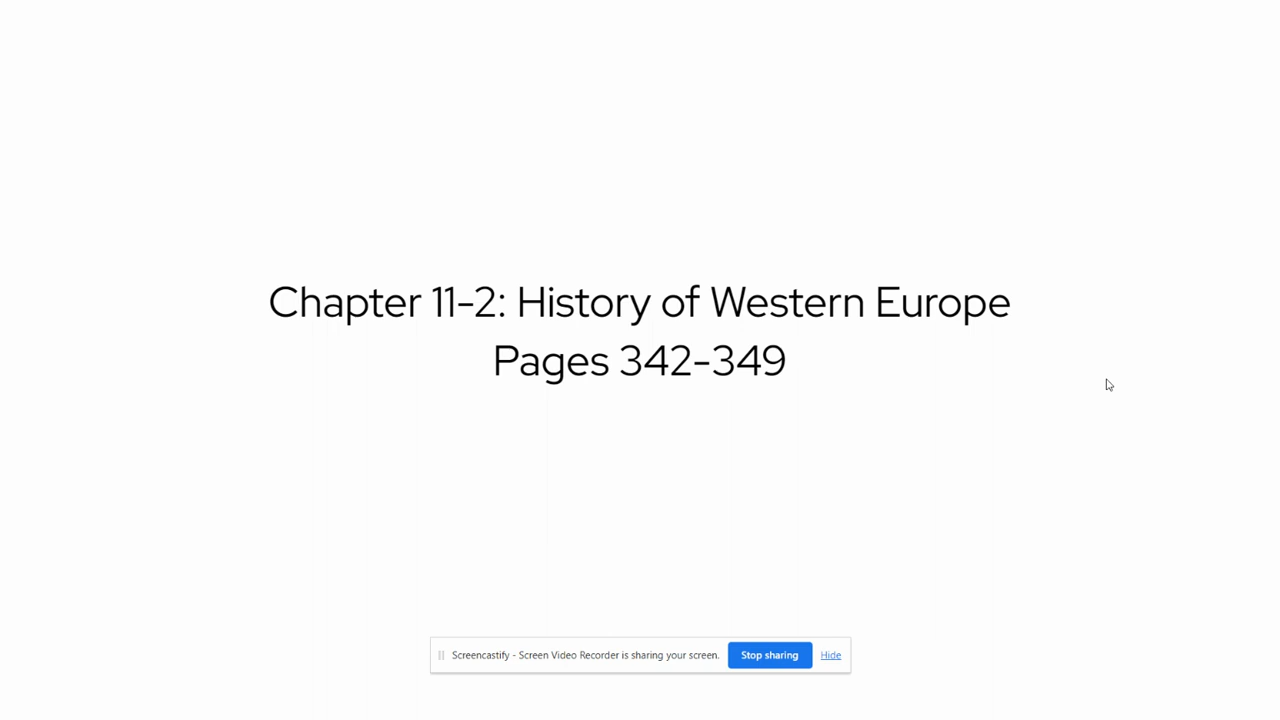 Chapter 11-2: History of Western Europe
Pages 342-349
Screencastify - Screen Video Recorder is sharing your screen. Stop sharing Hide